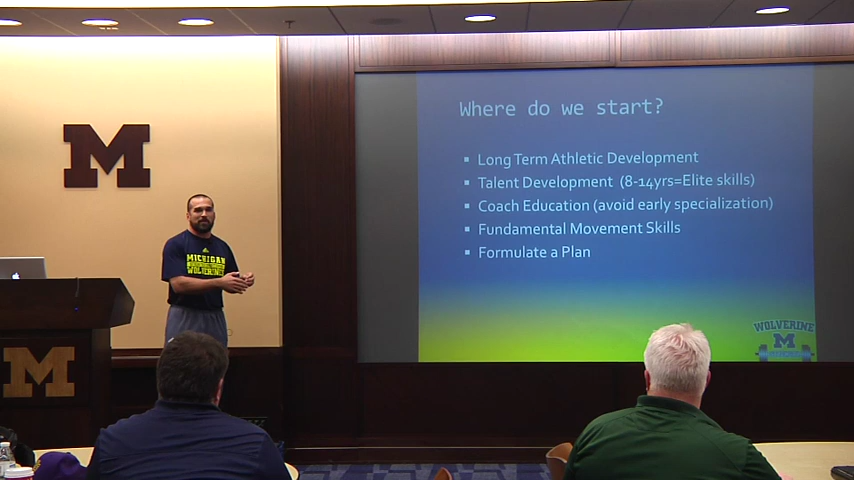 M
Where do we start?
▪ Long Term Athletic Development
▪ Talent Development (8-14yrs=Elite skills)
▪ Coach Education (avoid early specialization)
▪ Fundamental Movement Skills
▪ Formulate a Plan
MICHIGAN
WOLVERINES
WOLVERINE
M
M